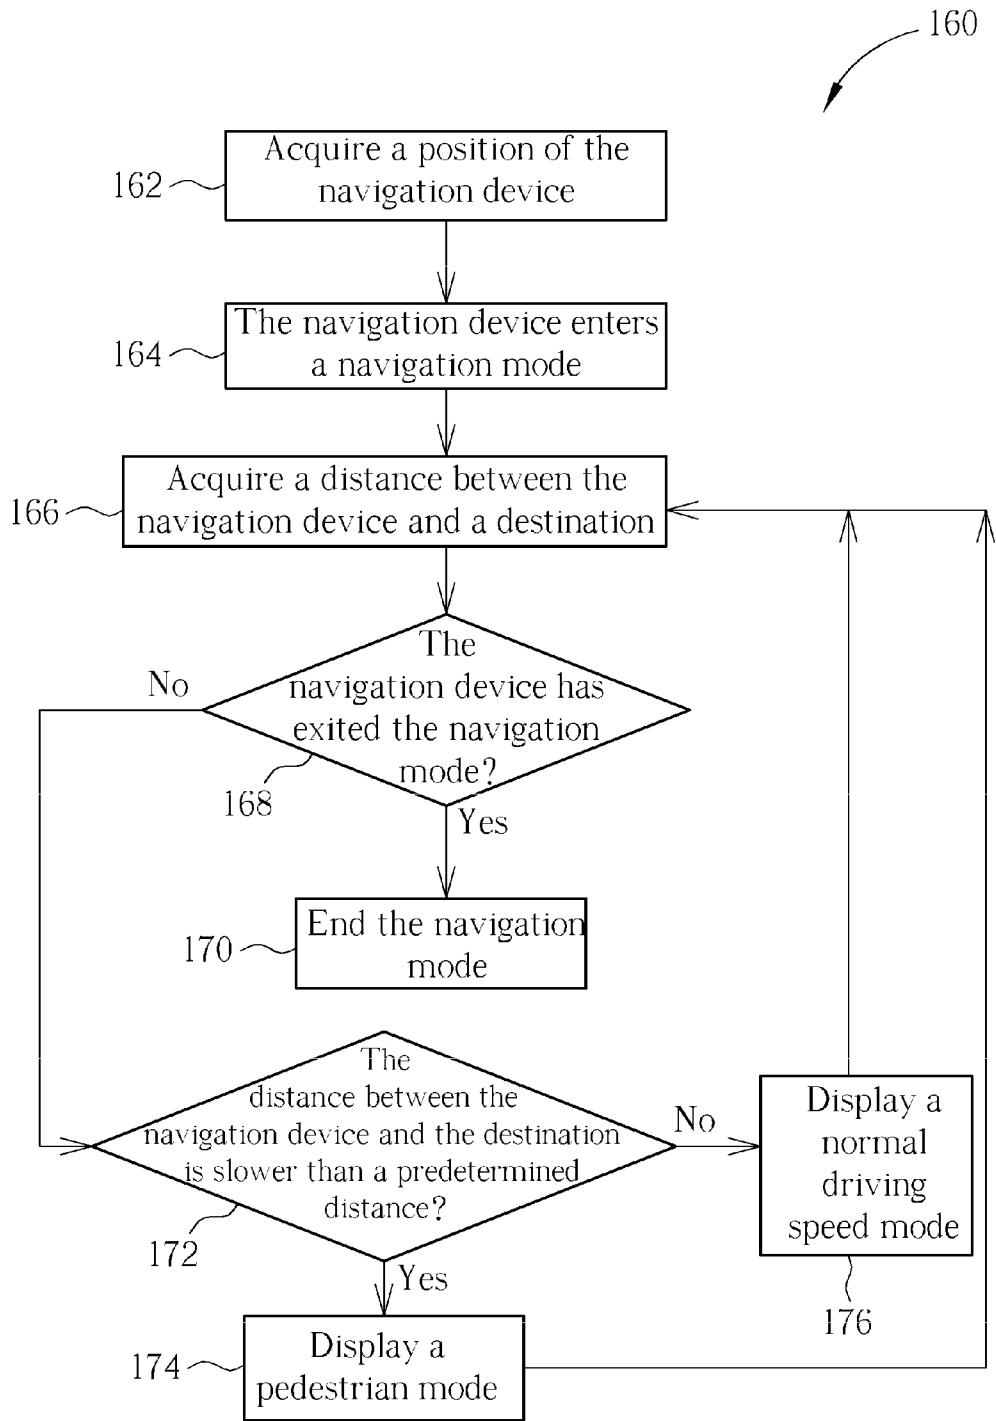 160
Acquire a position of the
navigation device
162
The navigation device enters
a navigation mode
164
Acquire a distance between the
navigation device and a destination
166
The
navigation device has
exited the navigation
mode?
No
168
Yes
End the navigation
mode
170
The
distance between the
navigation device and the destination
is slower than a predetermined
distance?
No
172
Yes
Display a
normal
driving
speed mode
176
Display a
pedestrian mode
174